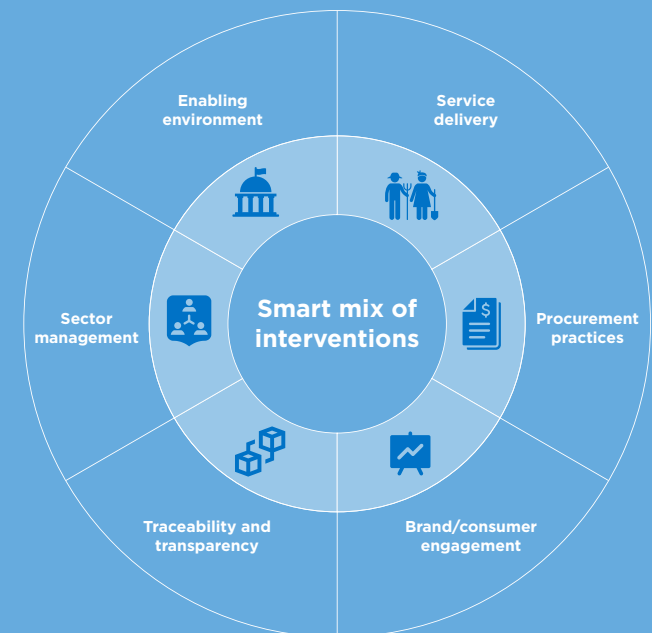 Enabling
environment
Service
delivery
Sector
management
Smart mix of
interventions
$
Procurement
practices
Traceability and
transparency
Brand/consumer
engagement